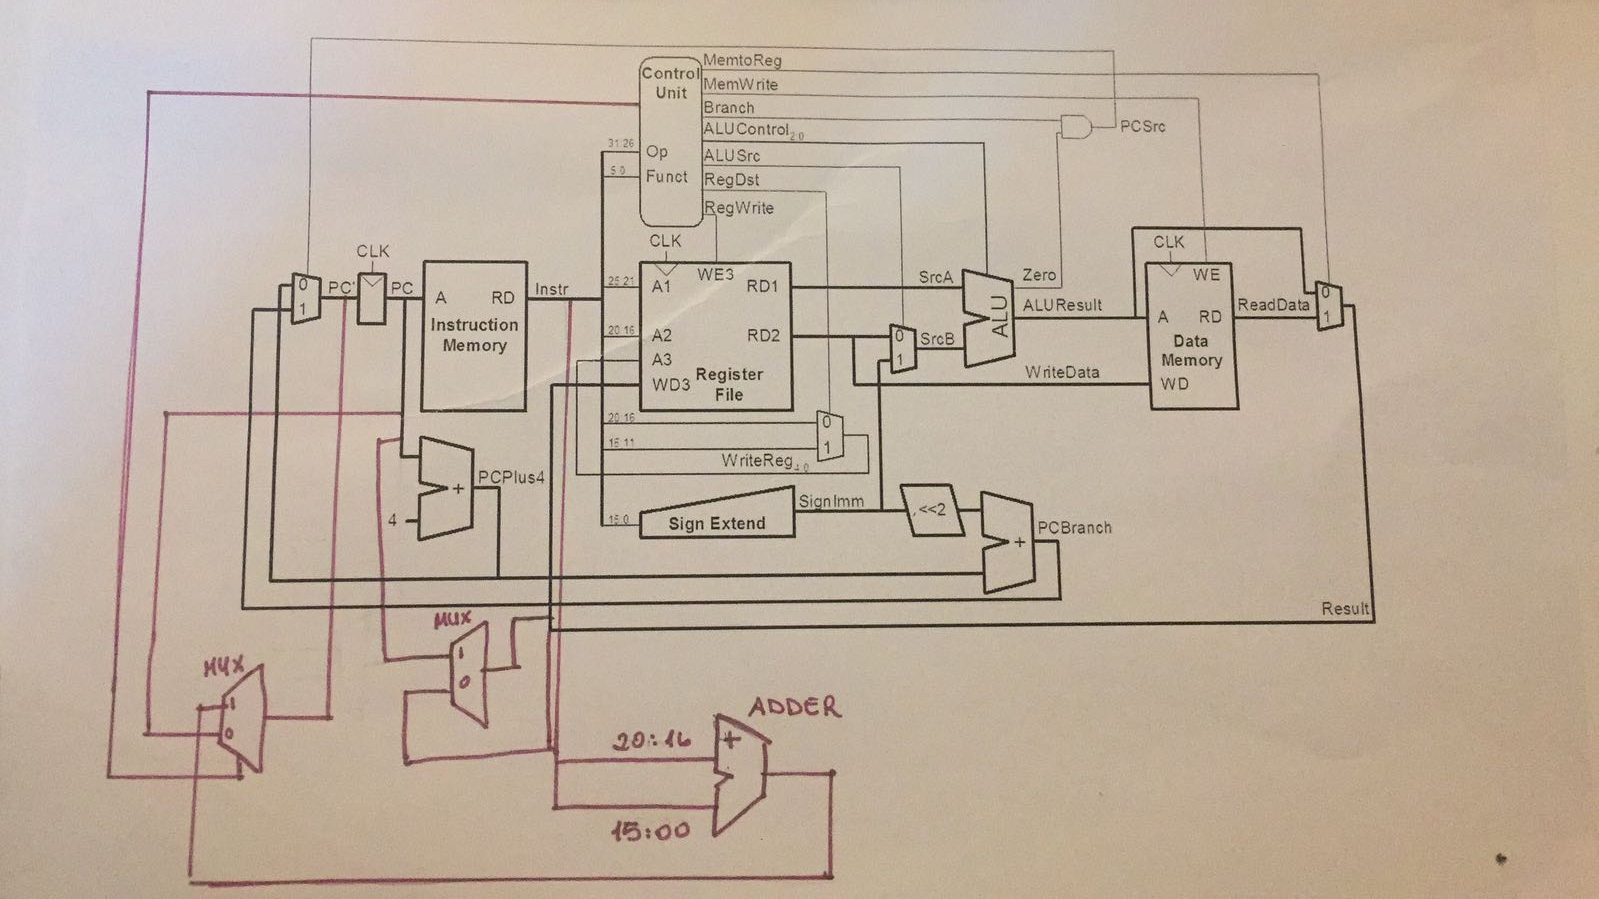 MemtoReg
Control
Unit
MemWrite
Branch
ALUControl2:0
PCSrc
31:26
Op
ALUSrc
5:0
Funct
RegDst
RegWrite
CLK
CLK
CLK
0
1
PC'
PC
A
RD
Instruction
Memory
Instr
25:21
A1
WE3
RD1
SrcA
Zero
WE
ALU
ALUResult
20:16
A2
RD2
0
1
SrcB
A
RD
Data
Memory
ReadData
0
1
A3
WD3
Register
File
WriteData
WD
20:16
0
15:11
1
WriteReg4:0
PCPlus4
+
4
SignImm
15:0
Sign Extend
<<2
+
PCBranch
Result
MUX
1
0
MUX
1
0
ADDER
20:16
+
15:00